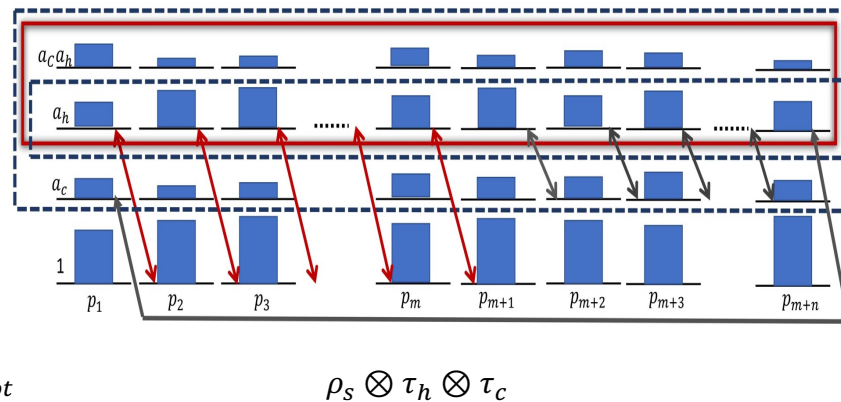 a_C a_h
a_h
a_c
1
p_1 p_2 p_3 p_m p_{m+1} p_{m+2} p_{m+3} p_{m+n}
ρ_s ⊗ τ_h ⊗ τ_c